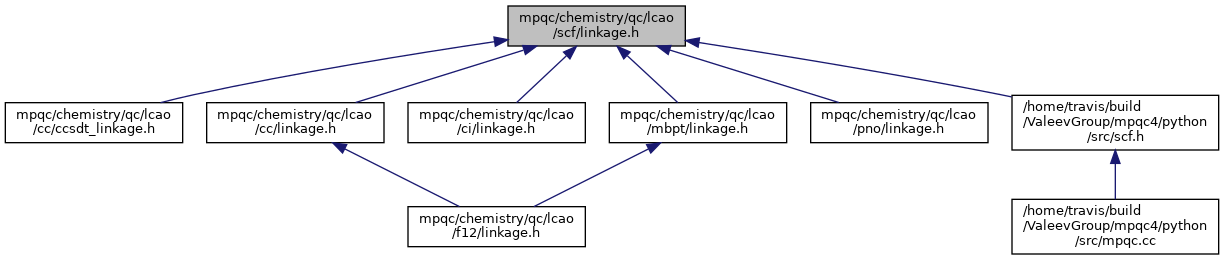 mpqc/chemistry/qc/lcao
/scf/linkage.h
mpqc/chemistry/qc/lcao
/cc/ccsdt_linkage.h
mpqc/chemistry/qc/lcao
/cc/linkage.h
mpqc/chemistry/qc/lcao
/ci/linkage.h
mpqc/chemistry/qc/lcao
/mbpt/linkage.h
mpqc/chemistry/qc/lcao
/pno/linkage.h
/home/travis/build
/ValeevGroup/mpqc4/python
/src/scf.h
mpqc/chemistry/qc/lcao
/f12/linkage.h
/home/travis/build
/ValeevGroup/mpqc4/python
/src/mpqc.cc